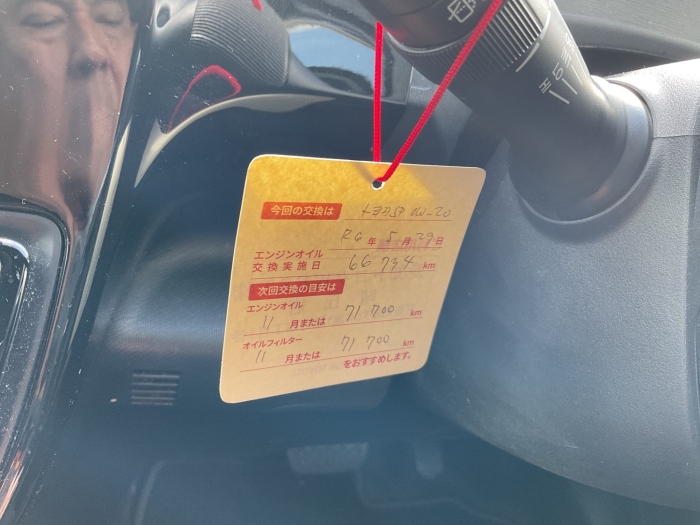 今回の交換は トヨタSP 0W-20
R6年 5月 29日
エンジンオイル
交換実施日 66734 km
次回交換の目安は
エンジンオイル
11 月または 71700 km
オイルフィルター
11 月または 71700 km
をおすすめします。